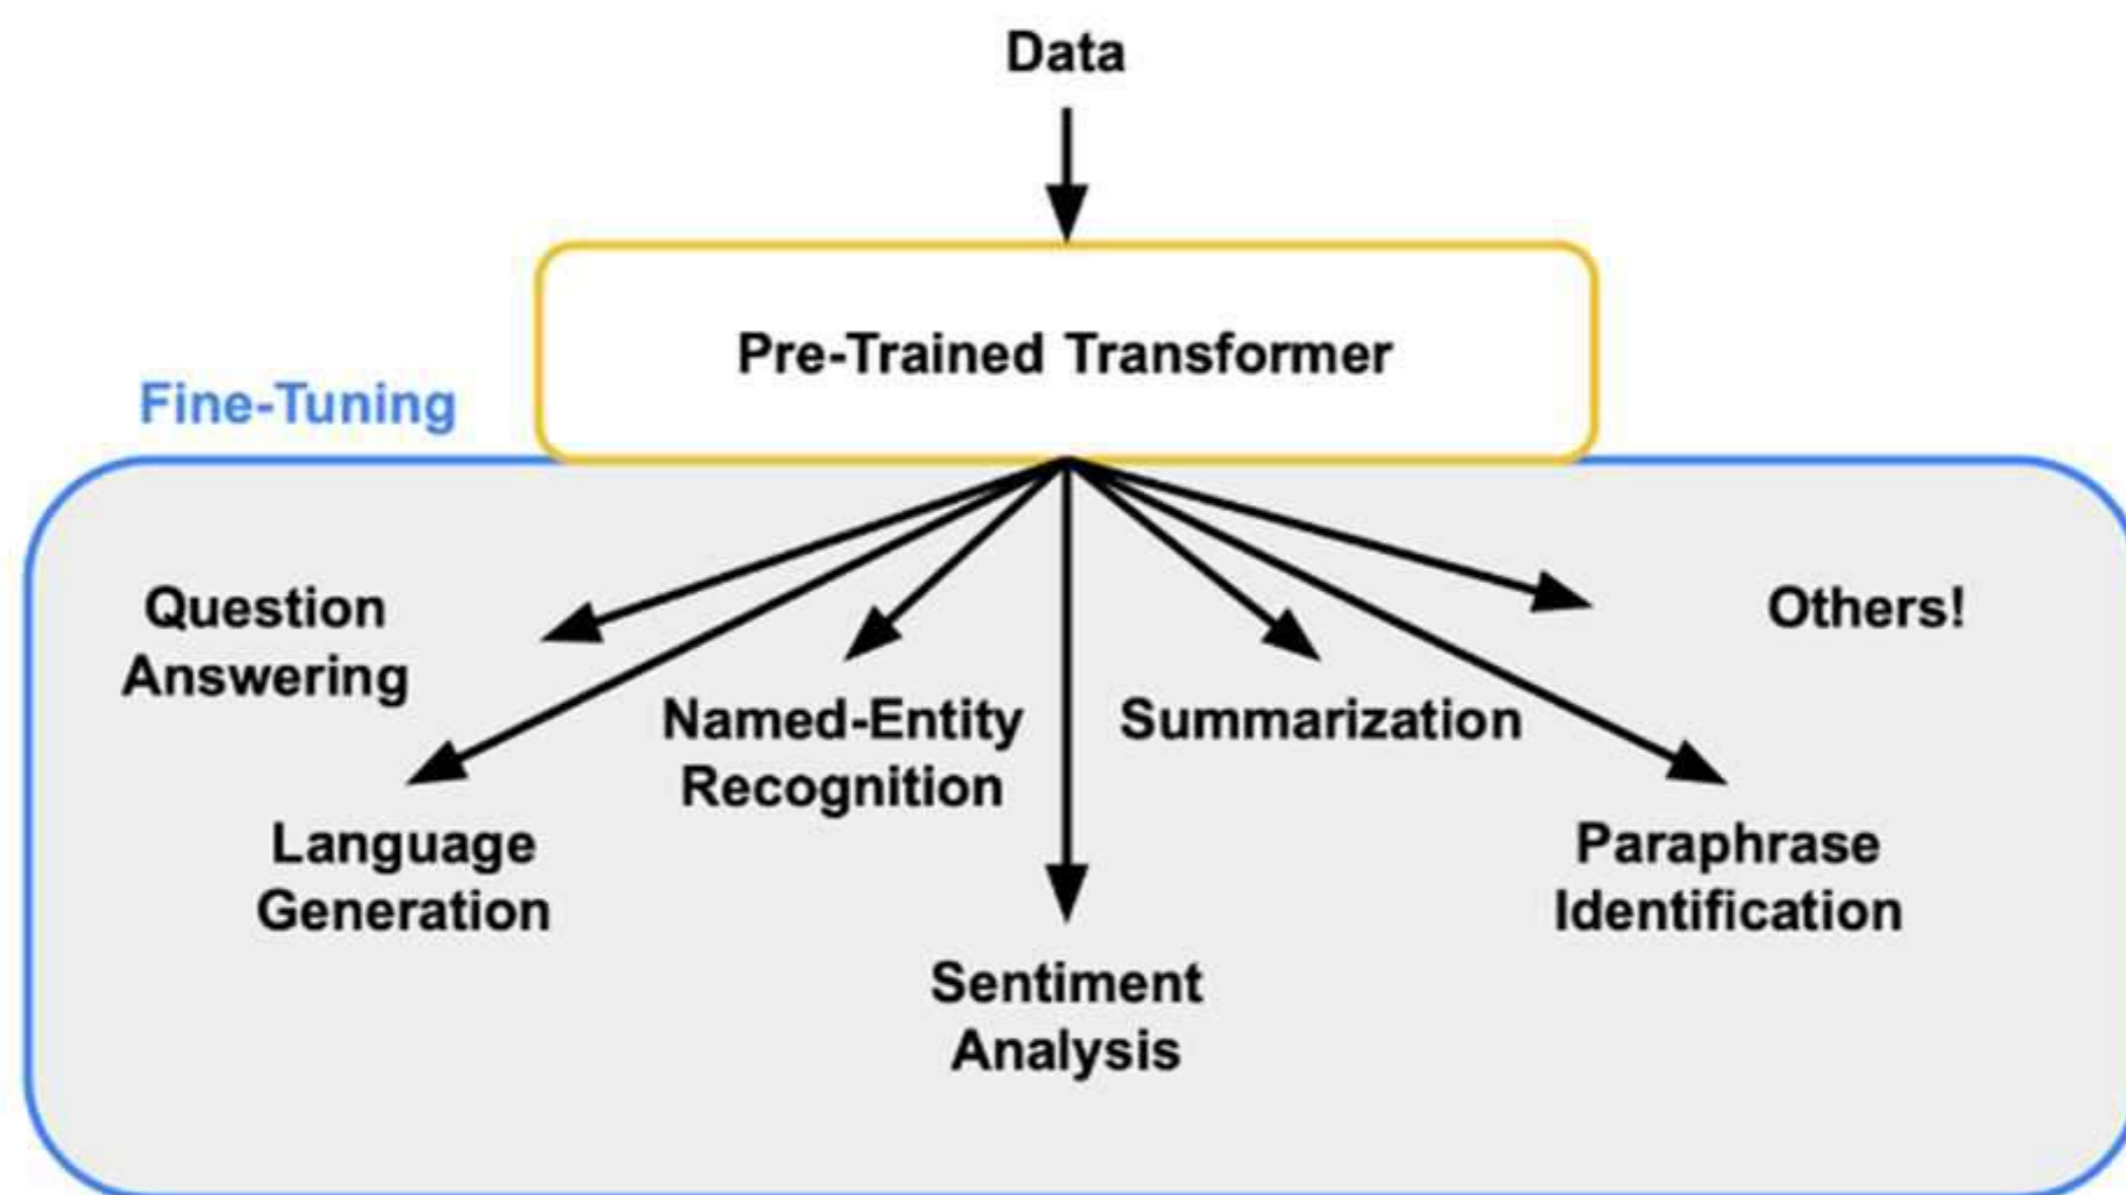 Data
Pre-Trained Transformer
Fine-Tuning
Question
Answering
Others!
Named-Entity
Recognition
Summarization
Language
Generation
Paraphrase
Identification
Sentiment
Analysis